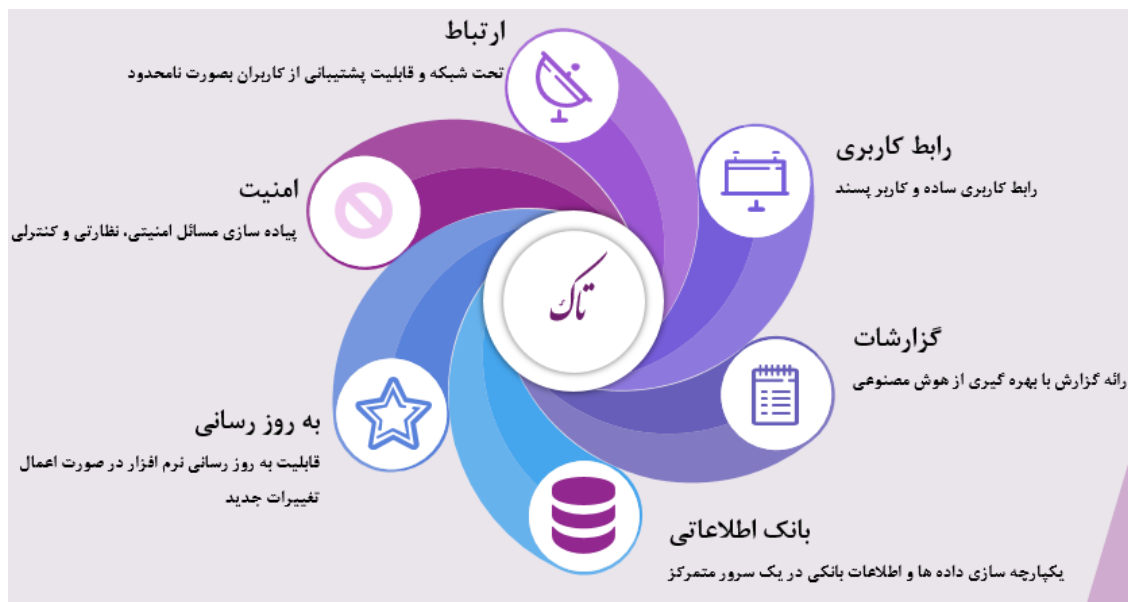 ارتباط
تحت شبکه و قابلیت پشتیبانی از کاربران بصورت نامحدود
رابط کاربری
رابط کاربری ساده و کاربر پسند
امنیت
پیاده سازی مسائل امنیتی، نظارتی و کنترلی
تاک
گزارشات
رائه گزارش با بهره گیری از هوش مصنوعی
به روز رسانی
قابلیت به روز رسانی نرم افزار در صورت اعمال
تغییرات جدید
بانک اطلاعاتی
یکپارچه سازی داده ها و اطلاعات بانکی در یک سرور متمرکز